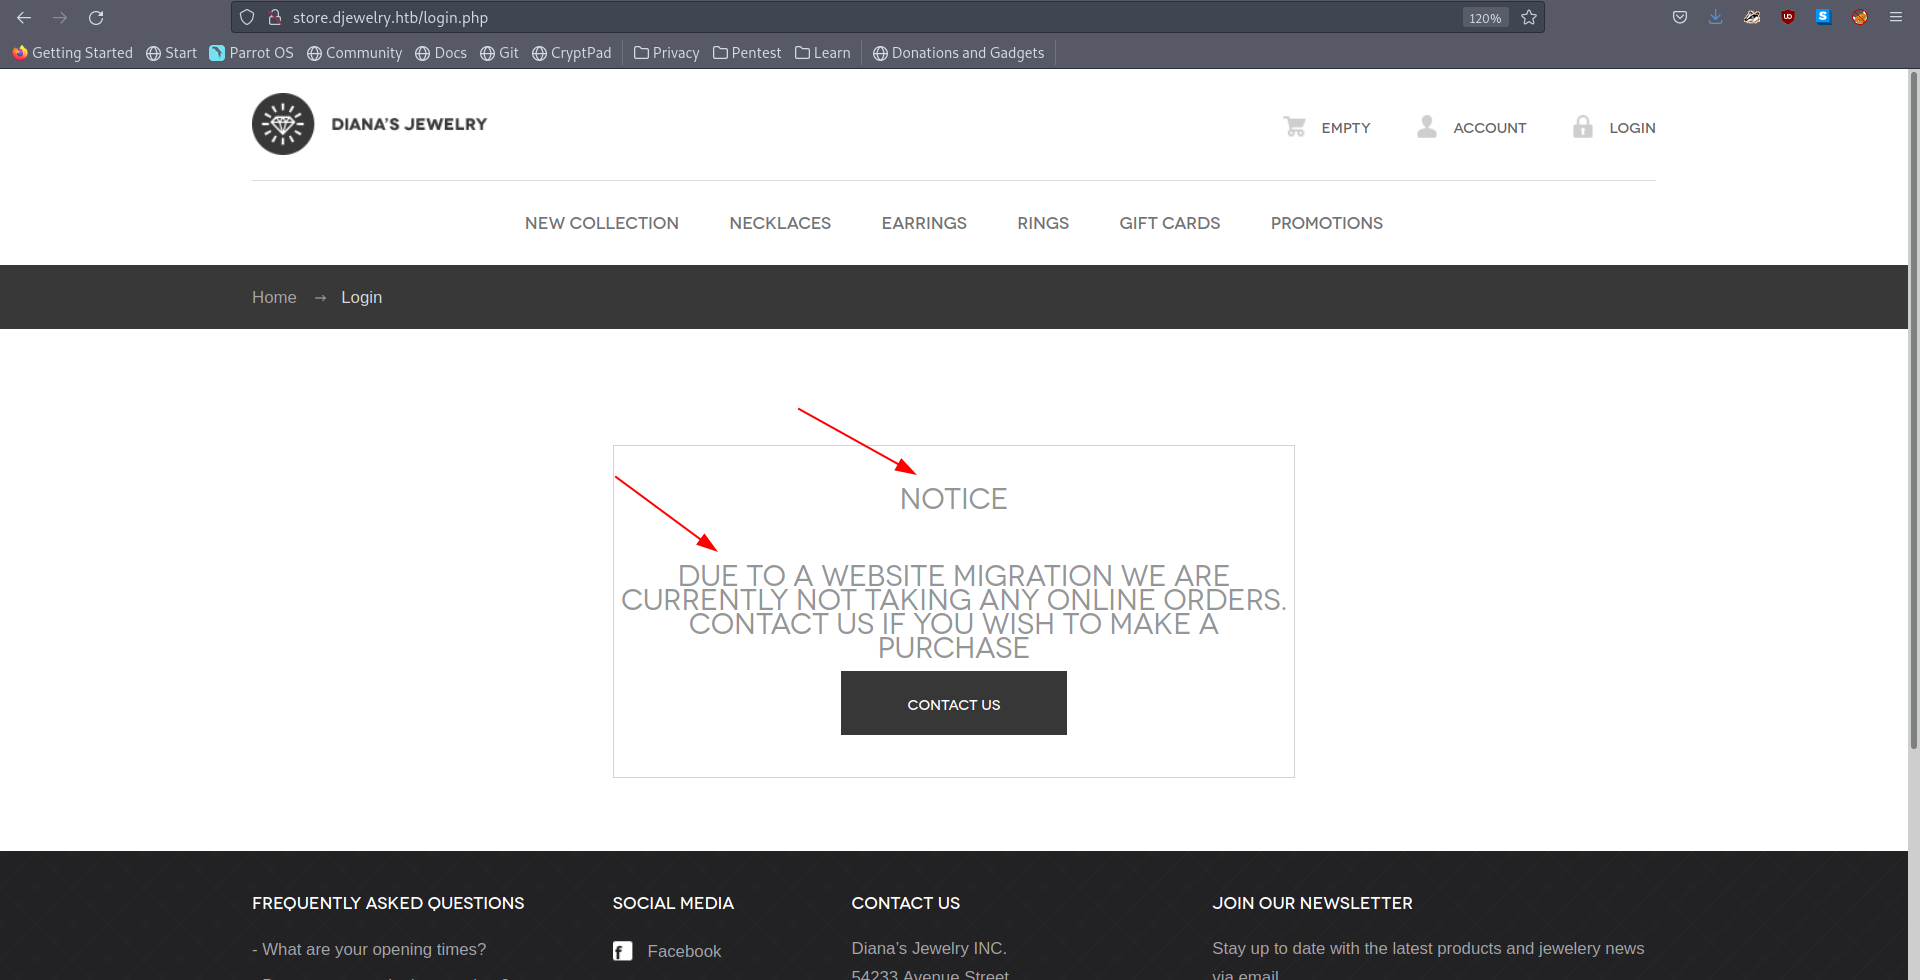 store.djewelry.htb/login.php
120%
Getting Started Start Parrot OS Community Docs Git CryptPad Privacy Pentest Learn Donations and Gadgets
DIANA'S JEWELRY
EMPTY ACCOUNT LOGIN
NEW COLLECTION NECKLACES EARRINGS RINGS GIFT CARDS PROMOTIONS
Home → Login
NOTICE
DUE TO A WEBSITE MIGRATION WE ARE
CURRENTLY NOT TAKING ANY ONLINE ORDERS.
CONTACT US IF YOU WISH TO MAKE A
PURCHASE
CONTACT US
FREQUENTLY ASKED QUESTIONS
- What are your opening times?
SOCIAL MEDIA
Facebook
CONTACT US
Diana’s Jewelry INC.
54233 Avenue Street
JOIN OUR NEWSLETTER
Stay up to date with the latest products and jewelery news
via email